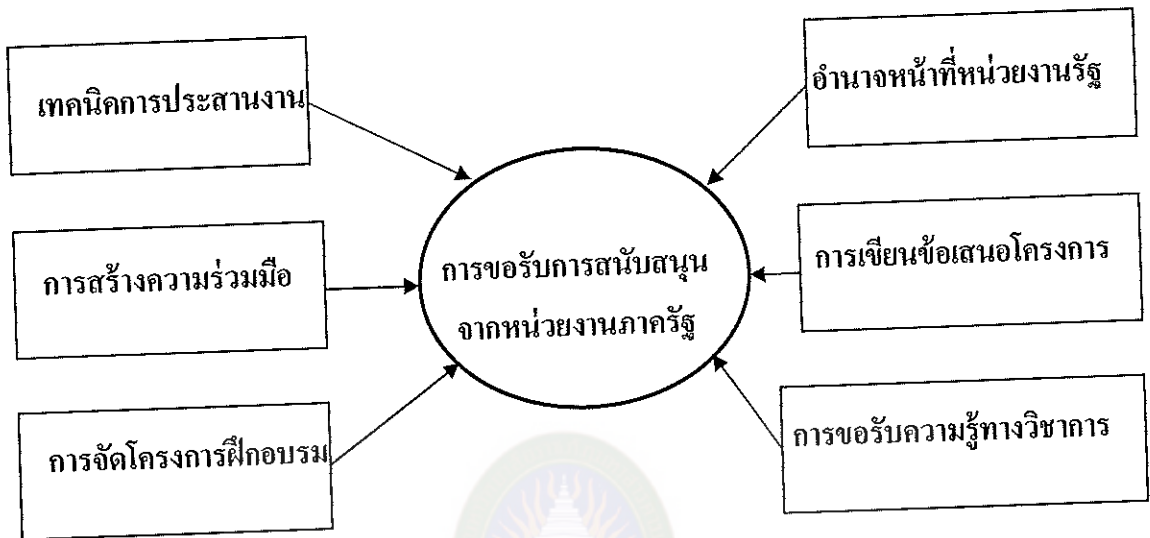 เทคนิคการประสานงาน
อำนาจหน้าที่หน่วยงานรัฐ
การสร้างความร่วมมือ
การขอรับการสนับสนุน
จากหน่วยงานภาครัฐ
การเขียนข้อเสนอโครงการ
การจัดโครงการฝึกอบรม
การขอรับความรู้ทางวิชาการ